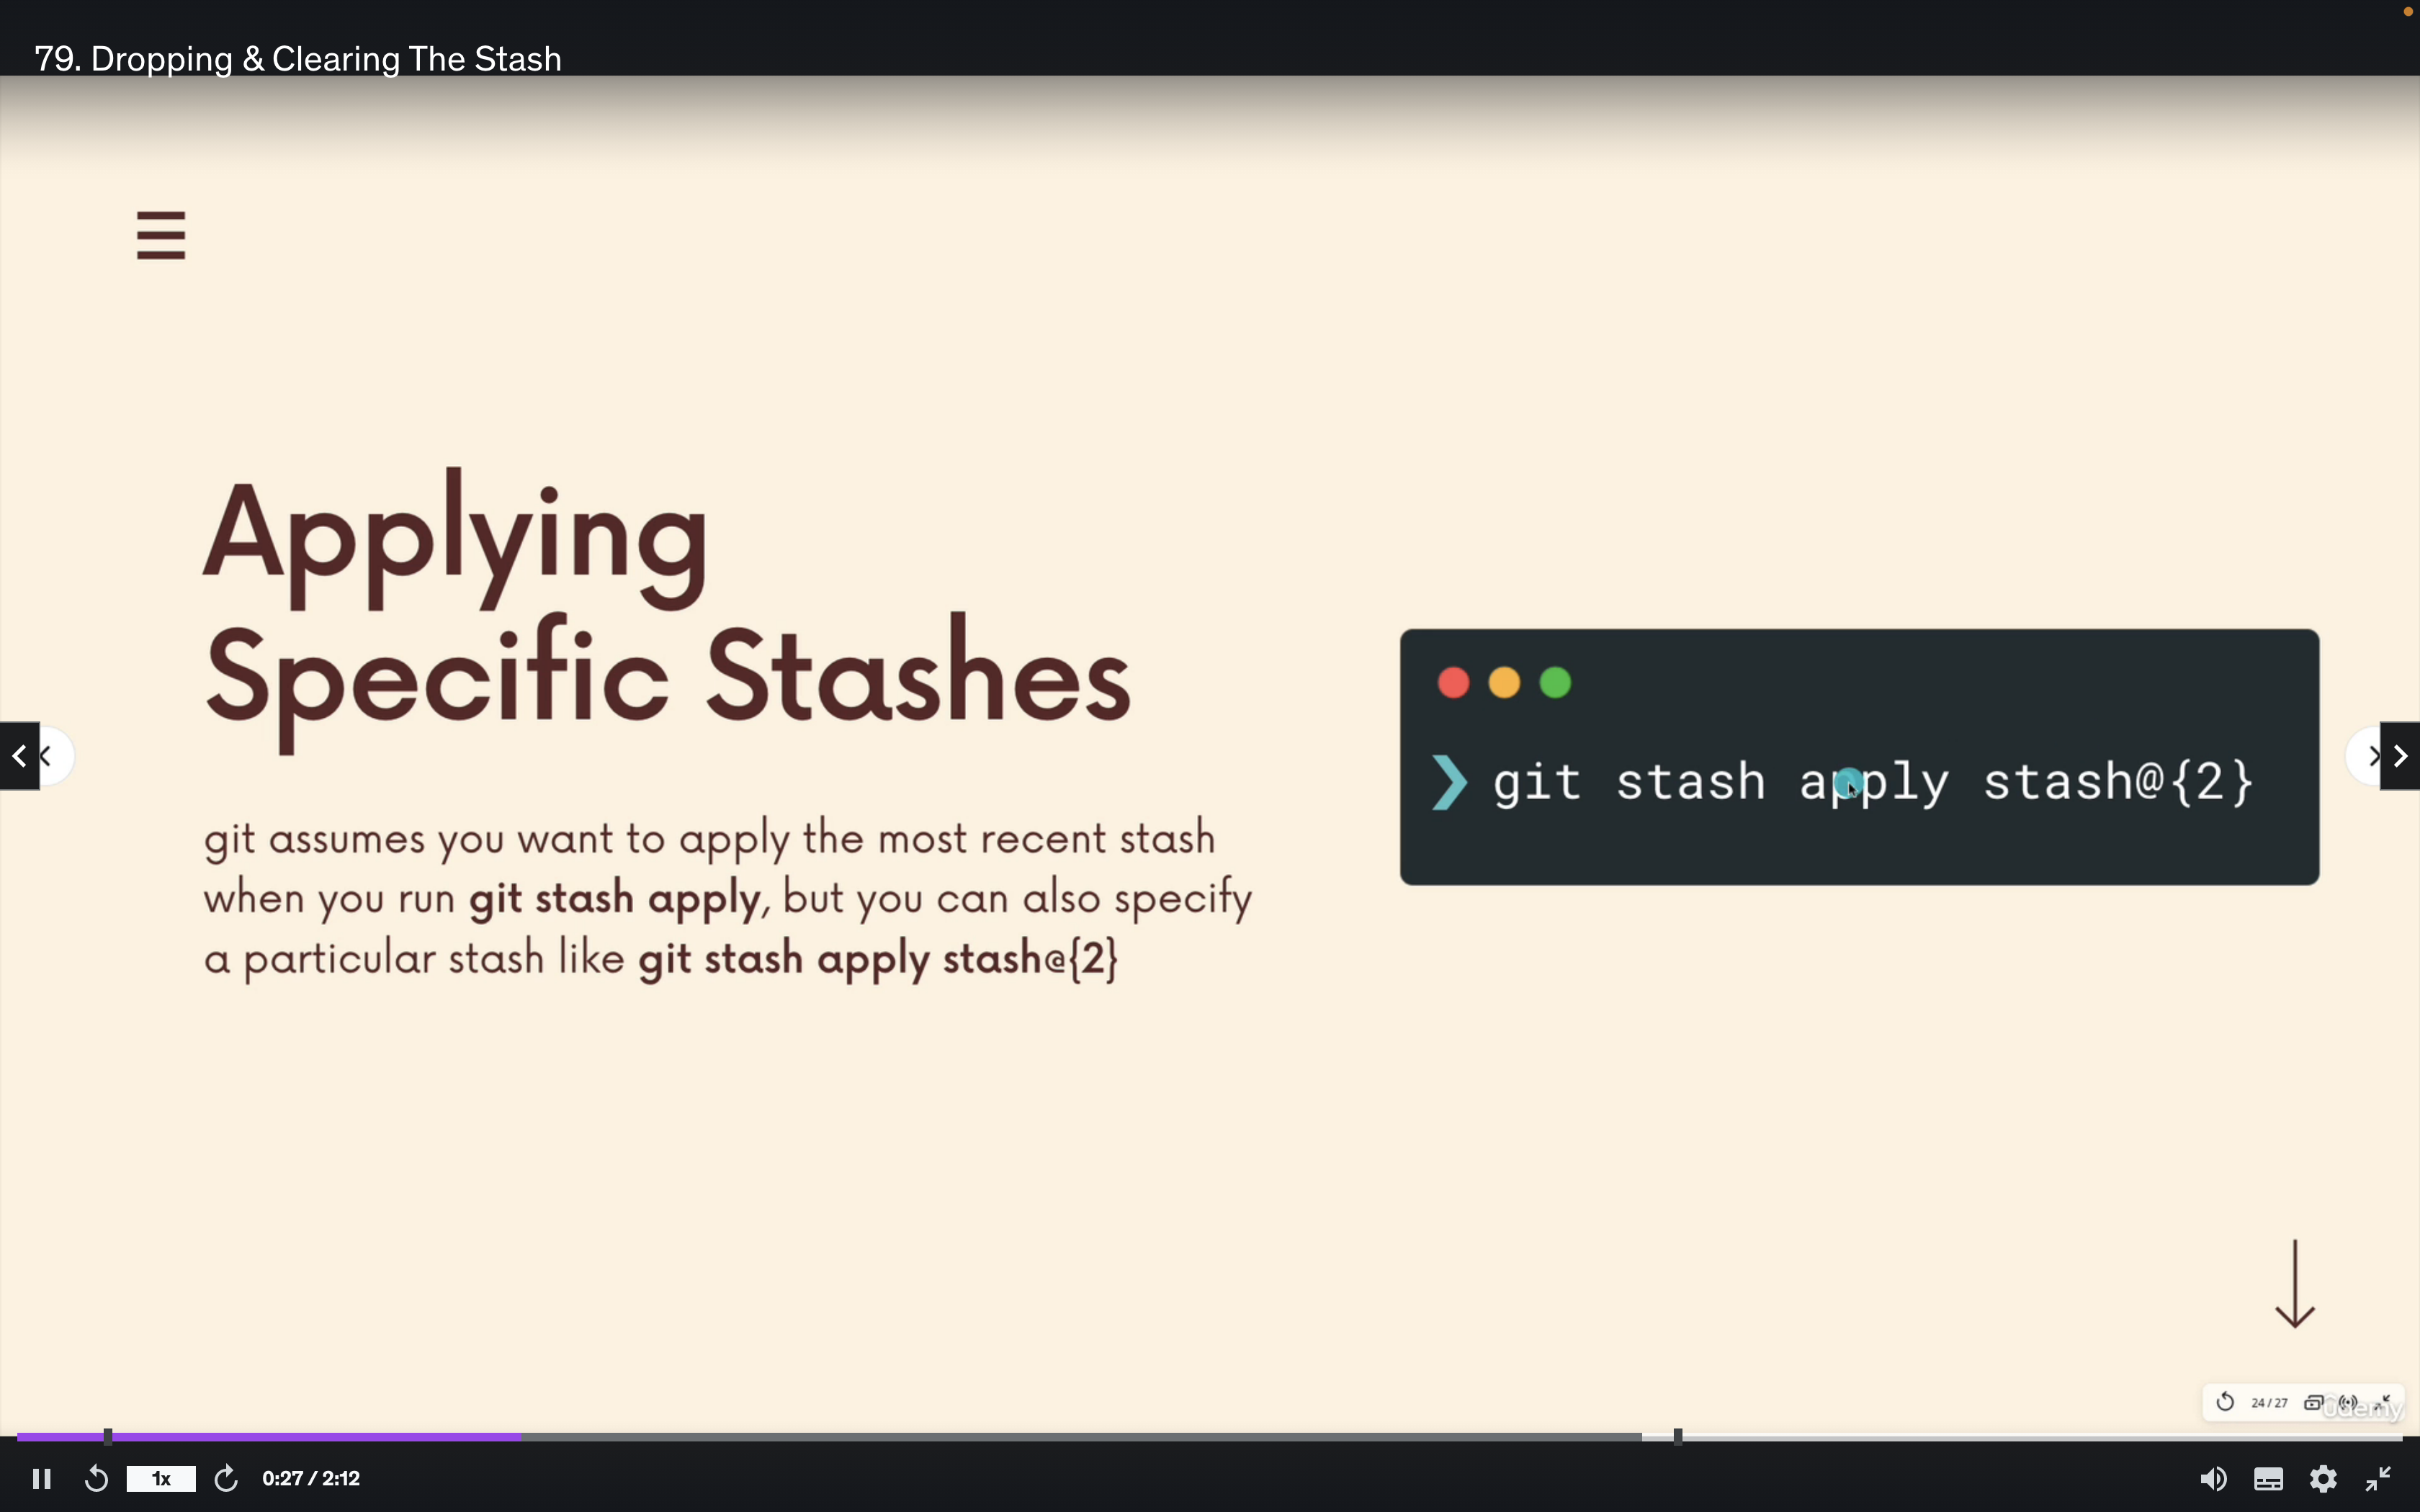 79. Dropping & Clearing The Stash
Applying
Specific Stashes
git assumes you want to apply the most recent stash
when you run git stash apply, but you can also specify
a particular stash like git stash apply stash@{2}
❯ git stash apply stash@{2}
24 / 27
Udemy
1x
0:27 / 2:12